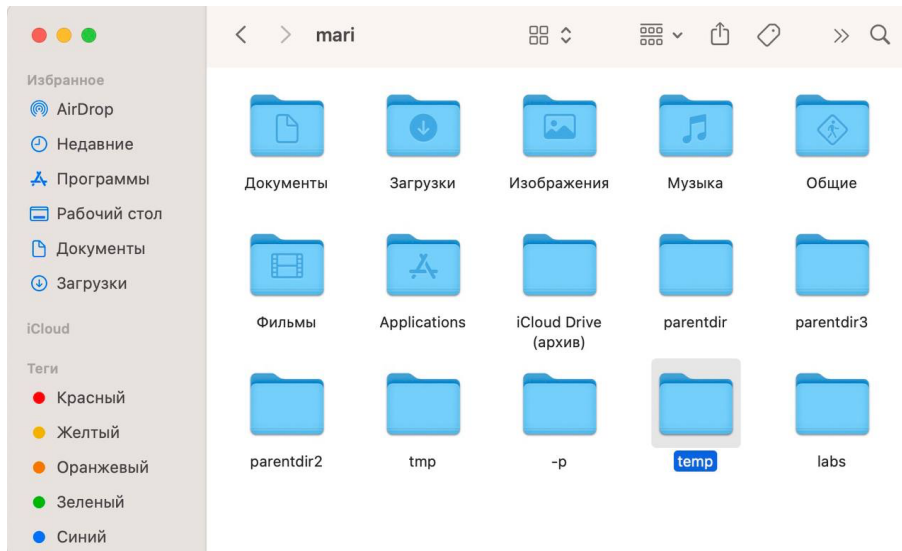 mari
Избранное
AirDrop
Недавние
Программы
Рабочий стол
Документы
Загрузки
iCloud
Теги
Красный
Желтый
Оранжевый
Зеленый
Синий
Документы
Загрузки
Изображения
Музыка
Общие
Фильмы
Applications
iCloud Drive
(архив)
parentdir
parentdir3
parentdir2
tmp
-p
temp
labs